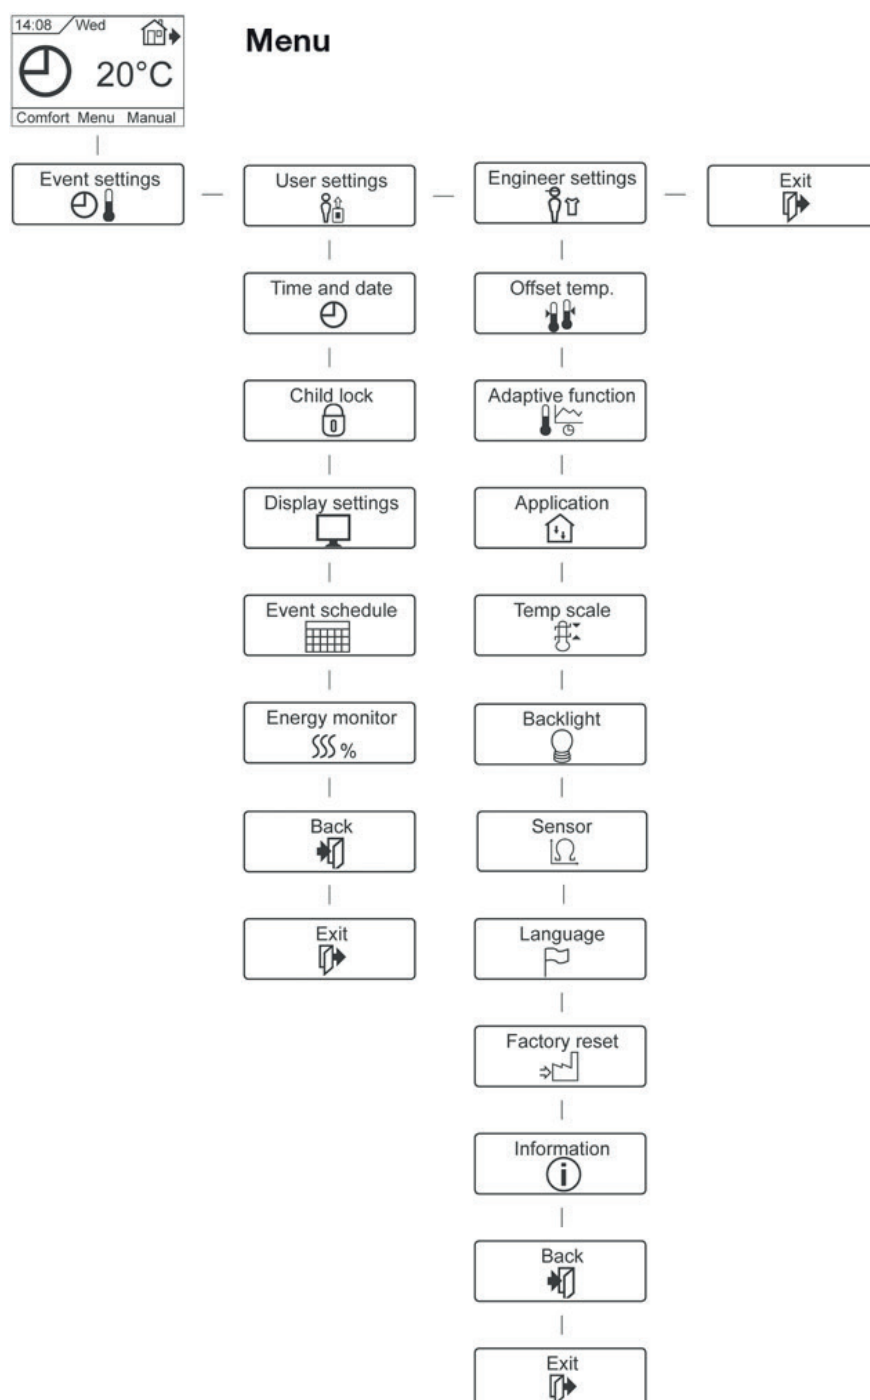 14:08 Wed
20°C
Comfort Menu Manual
Menu
Event settings
User settings
Engineer settings
Exit
Time and date
Offset temp.
Child lock
Adaptive function
Display settings
Application
Event schedule
Temp scale
Energy monitor
%
Backlight
Back
Sensor
Exit
Language
Factory reset
Information
i
Back
Exit